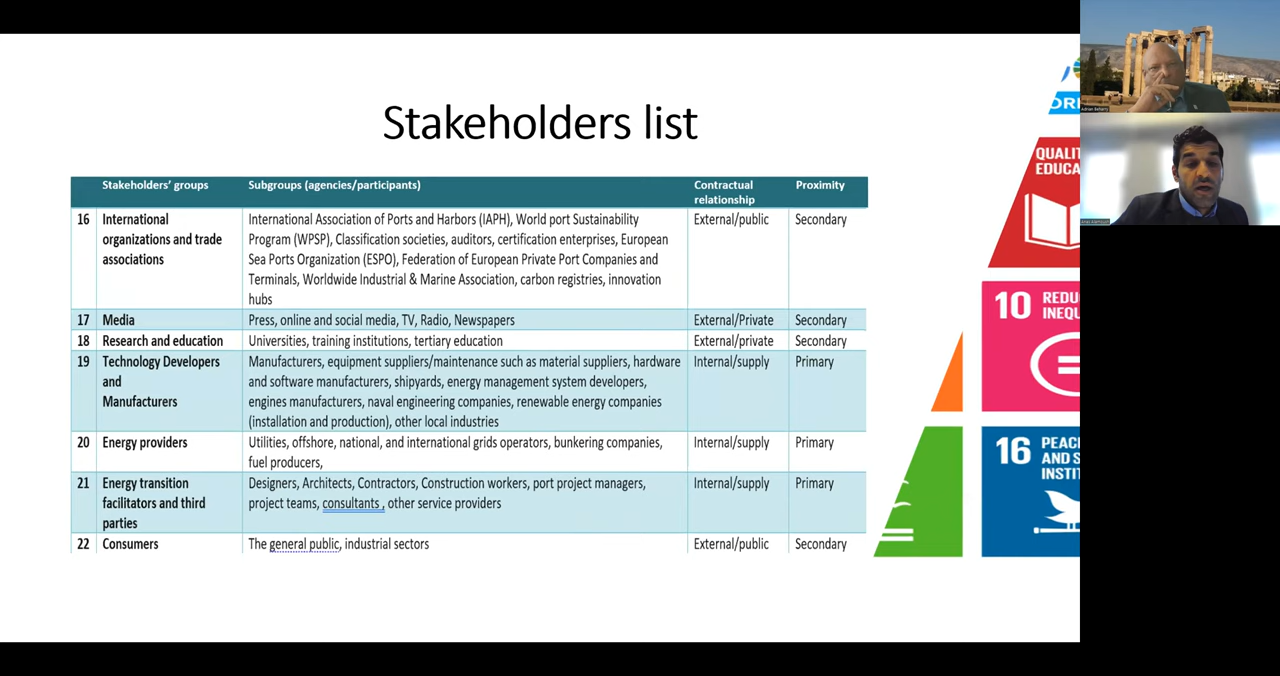 Stakeholders list
Stakeholders' groups Subgroups (agencies/participants) Contractual relationship Proximity
16 International organizations and trade associations
International Association of Ports and Harbors (IAPH), World port Sustainability
Program (WPSP), Classification societies, auditors, certification enterprises, European
Sea Ports Organization (ESPO), Federation of European Private Port Companies and
Terminals, Worldwide Industrial & Marine Association, carbon registries, innovation
hubs
External/public Secondary
17 Media Press, online and social media, TV, Radio, Newspapers External/Private Secondary
18 Research and education Universities, training institutions, tertiary education External/private Secondary
19 Technology Developers and Manufacturers
Manufacturers, equipment suppliers/maintenance such as material suppliers, hardware
and software manufacturers, shipyards, energy management system developers,
engines manufacturers, naval engineering companies, renewable energy companies
(installation and production), other local industries
Internal/supply Primary
20 Energy providers
Utilities, offshore, national, and international grids operators, bunkering companies,
fuel producers,
Internal/supply Primary
21 Energy transition facilitators and third parties
Designers, Architects, Contractors, Construction workers, port project managers,
project teams, consultants , other service providers
Internal/supply Primary
22 Consumers The general public, industrial sectors External/public Secondary
QUALIT
EDUCA
10 REDU
INEQU
16 PEAC
AND S
INSTIT